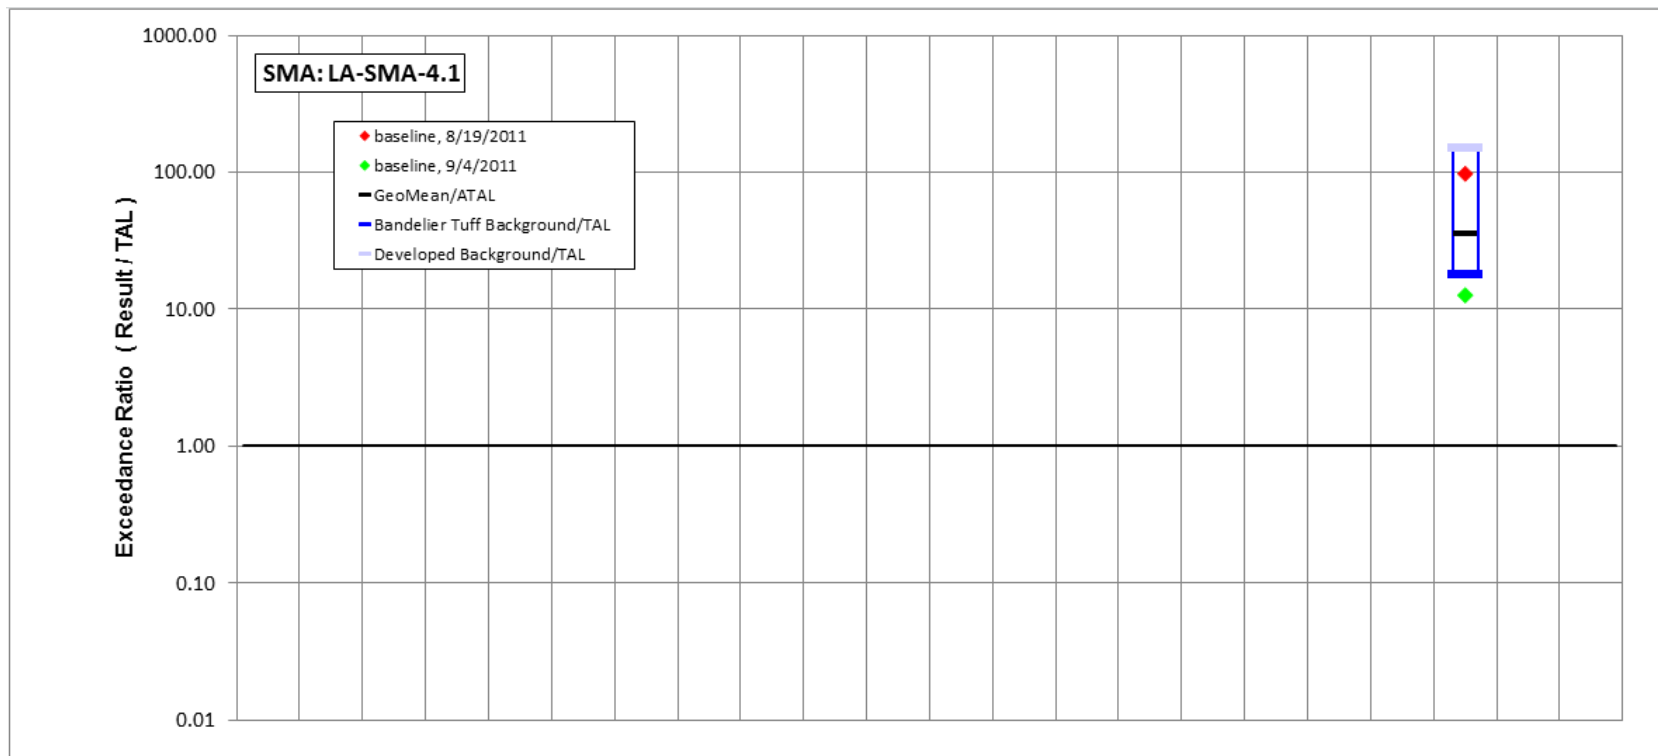 1000.00
SMA: LA-SMA-4.1
baseline, 8/19/2011
baseline, 9/4/2011
GeoMean/ATAL
Bandelier Tuff Background/TAL
Developed Background/TAL
100.00
10.00
1.00
0.10
0.01
Exceedance Ratio ( Result / TAL )